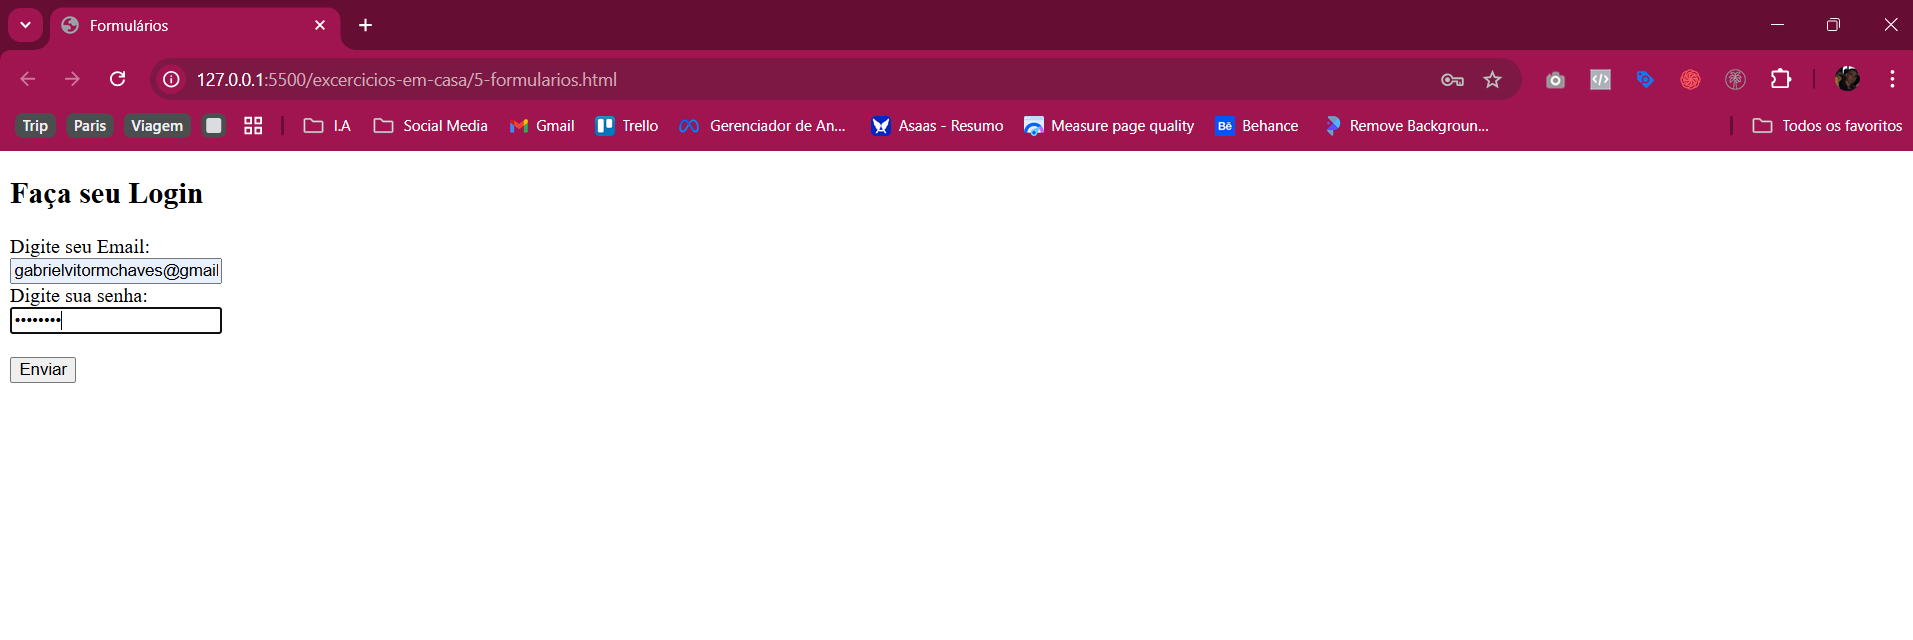 Formulários
127.0.0.1:5500/excercicios-em-casa/5-formularios.html
Trip Paris Viagem I.A Social Media Gmail Trello Gerenciador de An... Asaas - Resumo Measure page quality Bē Behance Remove Backgroun... Todos os favoritos
Faça seu Login
Digite seu Email:
gabrielvitormchaves@gmail
Digite sua senha:
••••••••
Enviar